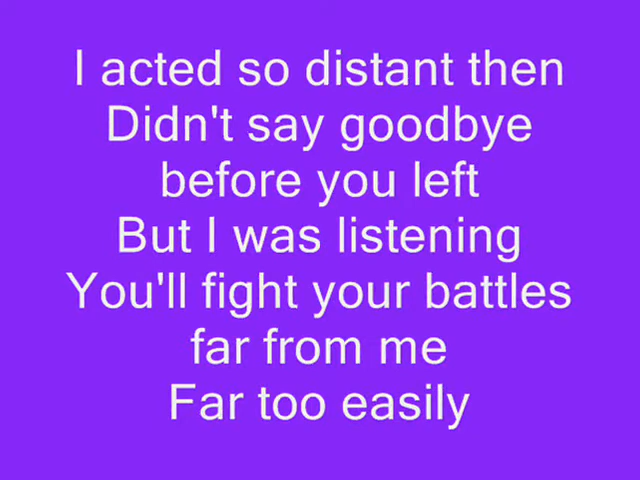 I acted so distant then
Didn't say goodbye
before you left
But I was listening
You'll fight your battles
far from me
Far too easily